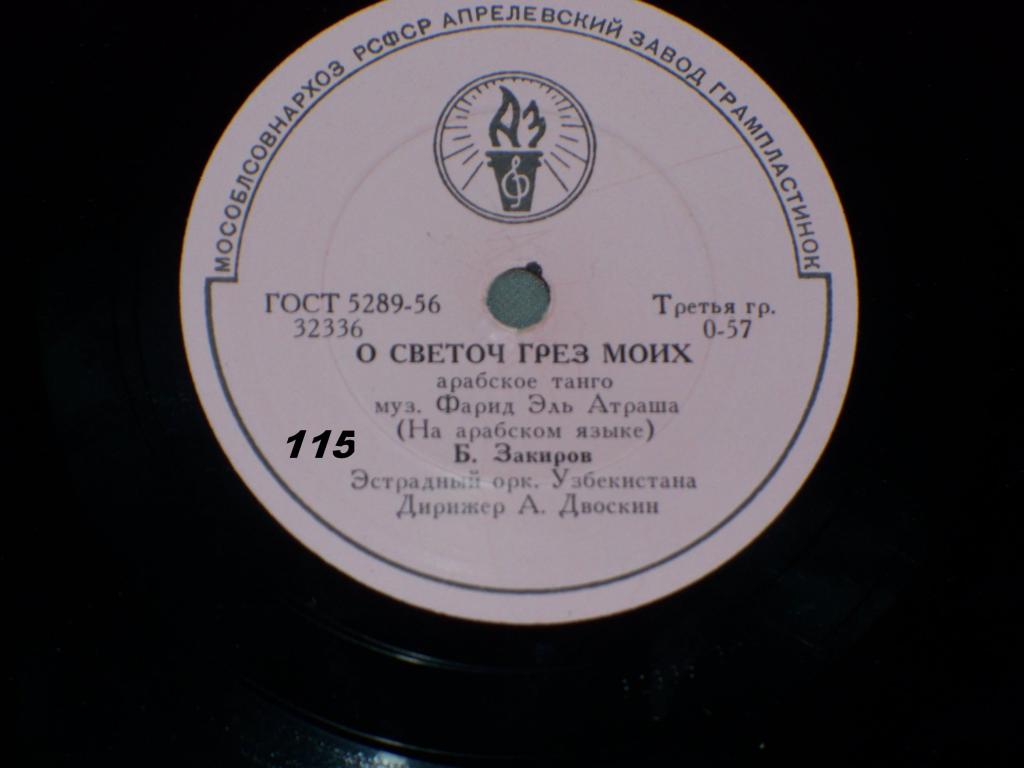 МОСОБЛСОВНАРХОЗ РСФСР АПРЕЛЕВСКИЙ ЗАВОД ГРАМПЛАСТИНОК
АЗ
ГОСТ 5289-56
32336
Третья гр.
0-57
О СВЕТОЧ ГРЕЗ МОИХ
арабское танго
муз. Фарид Эль Атраша
(На арабском языке)
115
Б. Закиров
Эстрадный орк. Узбекистана
Дирижер А. Двоскин